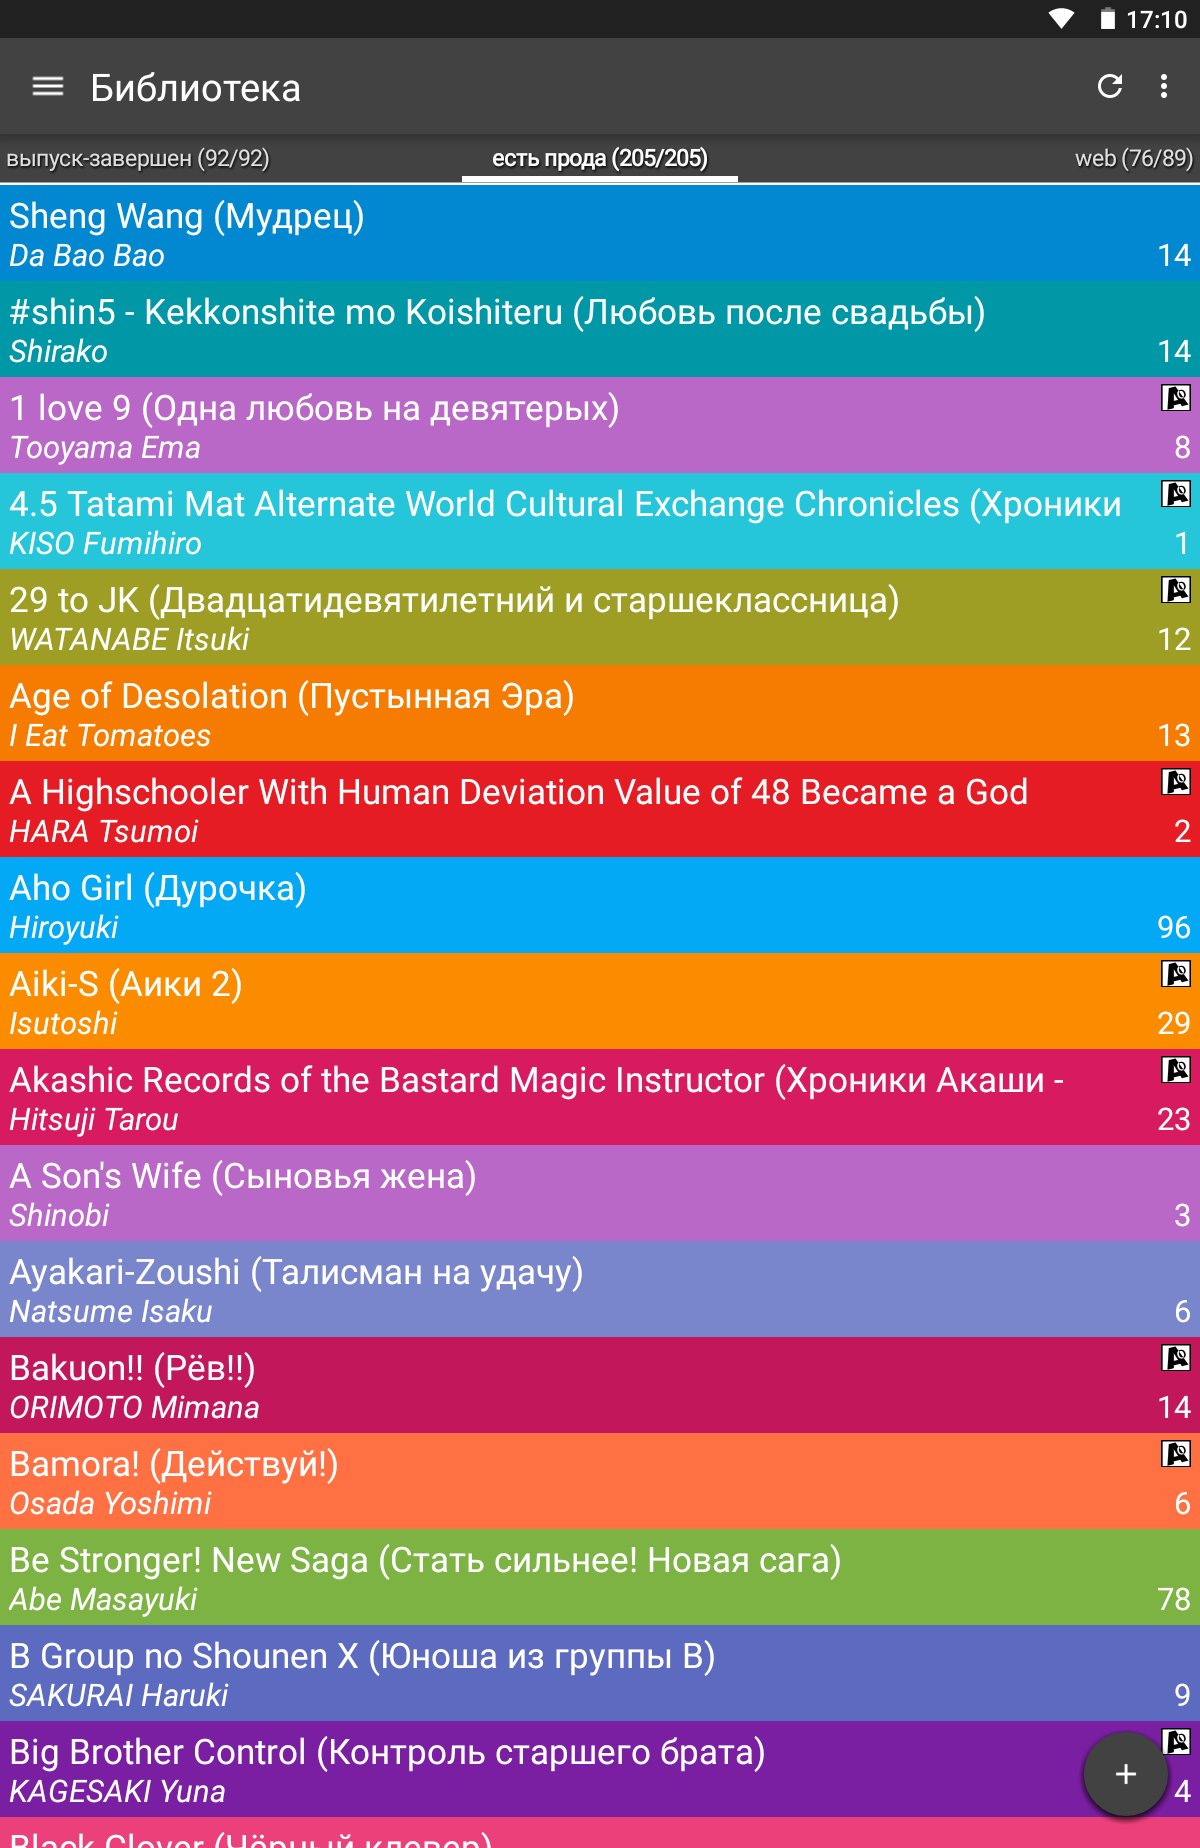 17:10
Библиотека
выпуск-завершен (92/92)
есть прода (205/205)
web (76/89)
Sheng Wang (Мудрец)
Da Bao Bao
14
#shin5 - Kekkonshite mo Koishiteru (Любовь после свадьбы)
Shirako
14
1 love 9 (Одна любовь на девятерых)
Tooyama Ema
8
4.5 Tatami Mat Alternate World Cultural Exchange Chronicles (Хроники
KISO Fumihiro
1
29 to JK (Двадцатидевятилетний и старшеклассница)
WATANABE Itsuki
12
Age of Desolation (Пустынная Эра)
I Eat Tomatoes
13
A Highschooler With Human Deviation Value of 48 Became a God
HARA Tsumoi
2
Aho Girl (Дурочка)
Hiroyuki
96
Aiki-S (Аики 2)
Isutoshi
29
Akashic Records of the Bastard Magic Instructor (Хроники Акаши -
Hitsuji Tarou
23
A Son's Wife (Сыновья жена)
Shinobi
3
Ayakari-Zoushi (Талисман на удачу)
Natsume Isaku
6
Bakuon!! (Рёв!!)
ORIMOTO Mimana
14
Bamora! (Действуй!)
Osada Yoshimi
6
Be Stronger! New Saga (Стать сильнее! Новая сага)
Abe Masayuki
78
B Group no Shounen X (Юноша из группы B)
SAKURAI Haruki
9
Big Brother Control (Контроль старшего брата)
KAGESAKI Yuna
4
Black Clover (Чёрный клевер)